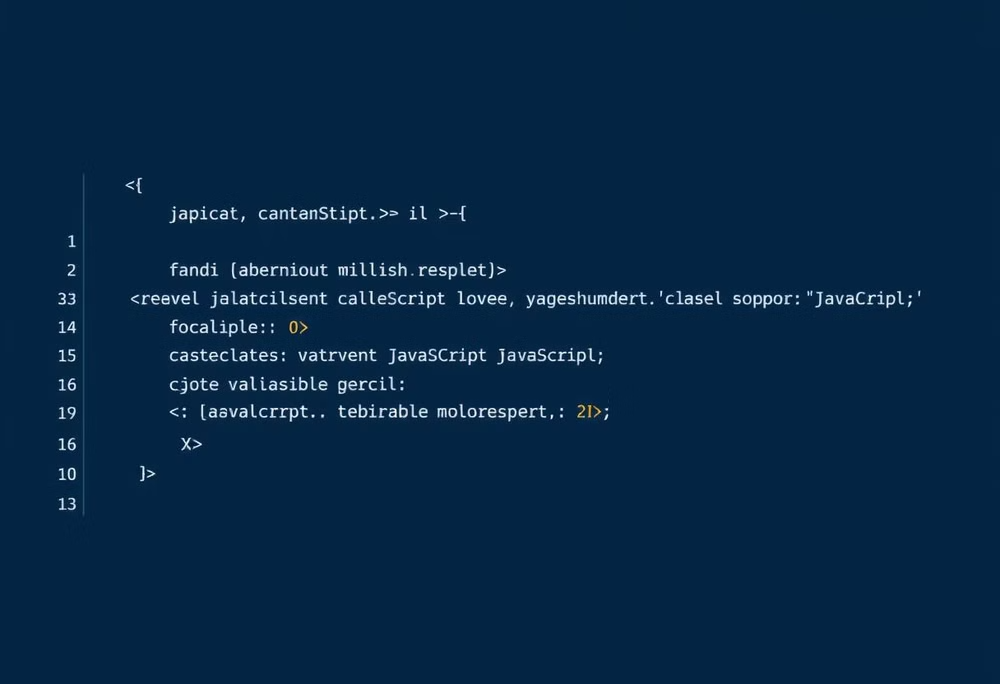 <{
japicat, cantanStipt.>> il >-{
1
2 fandi (aberniout millish.resplet)>
33 <reavel jalatcilsent calleScript lovee, yageshumdert.'clasel soppor: "JavaCripl;'
14 focaliple:: 0>
15 casteclates: vatrvent JavaSCript JavaScripl;
16 cjote valiasible gercil:
19 <: [aavalcrrpt.. tebirable molorespert,: 21>;
16 X>
10 ]>
13